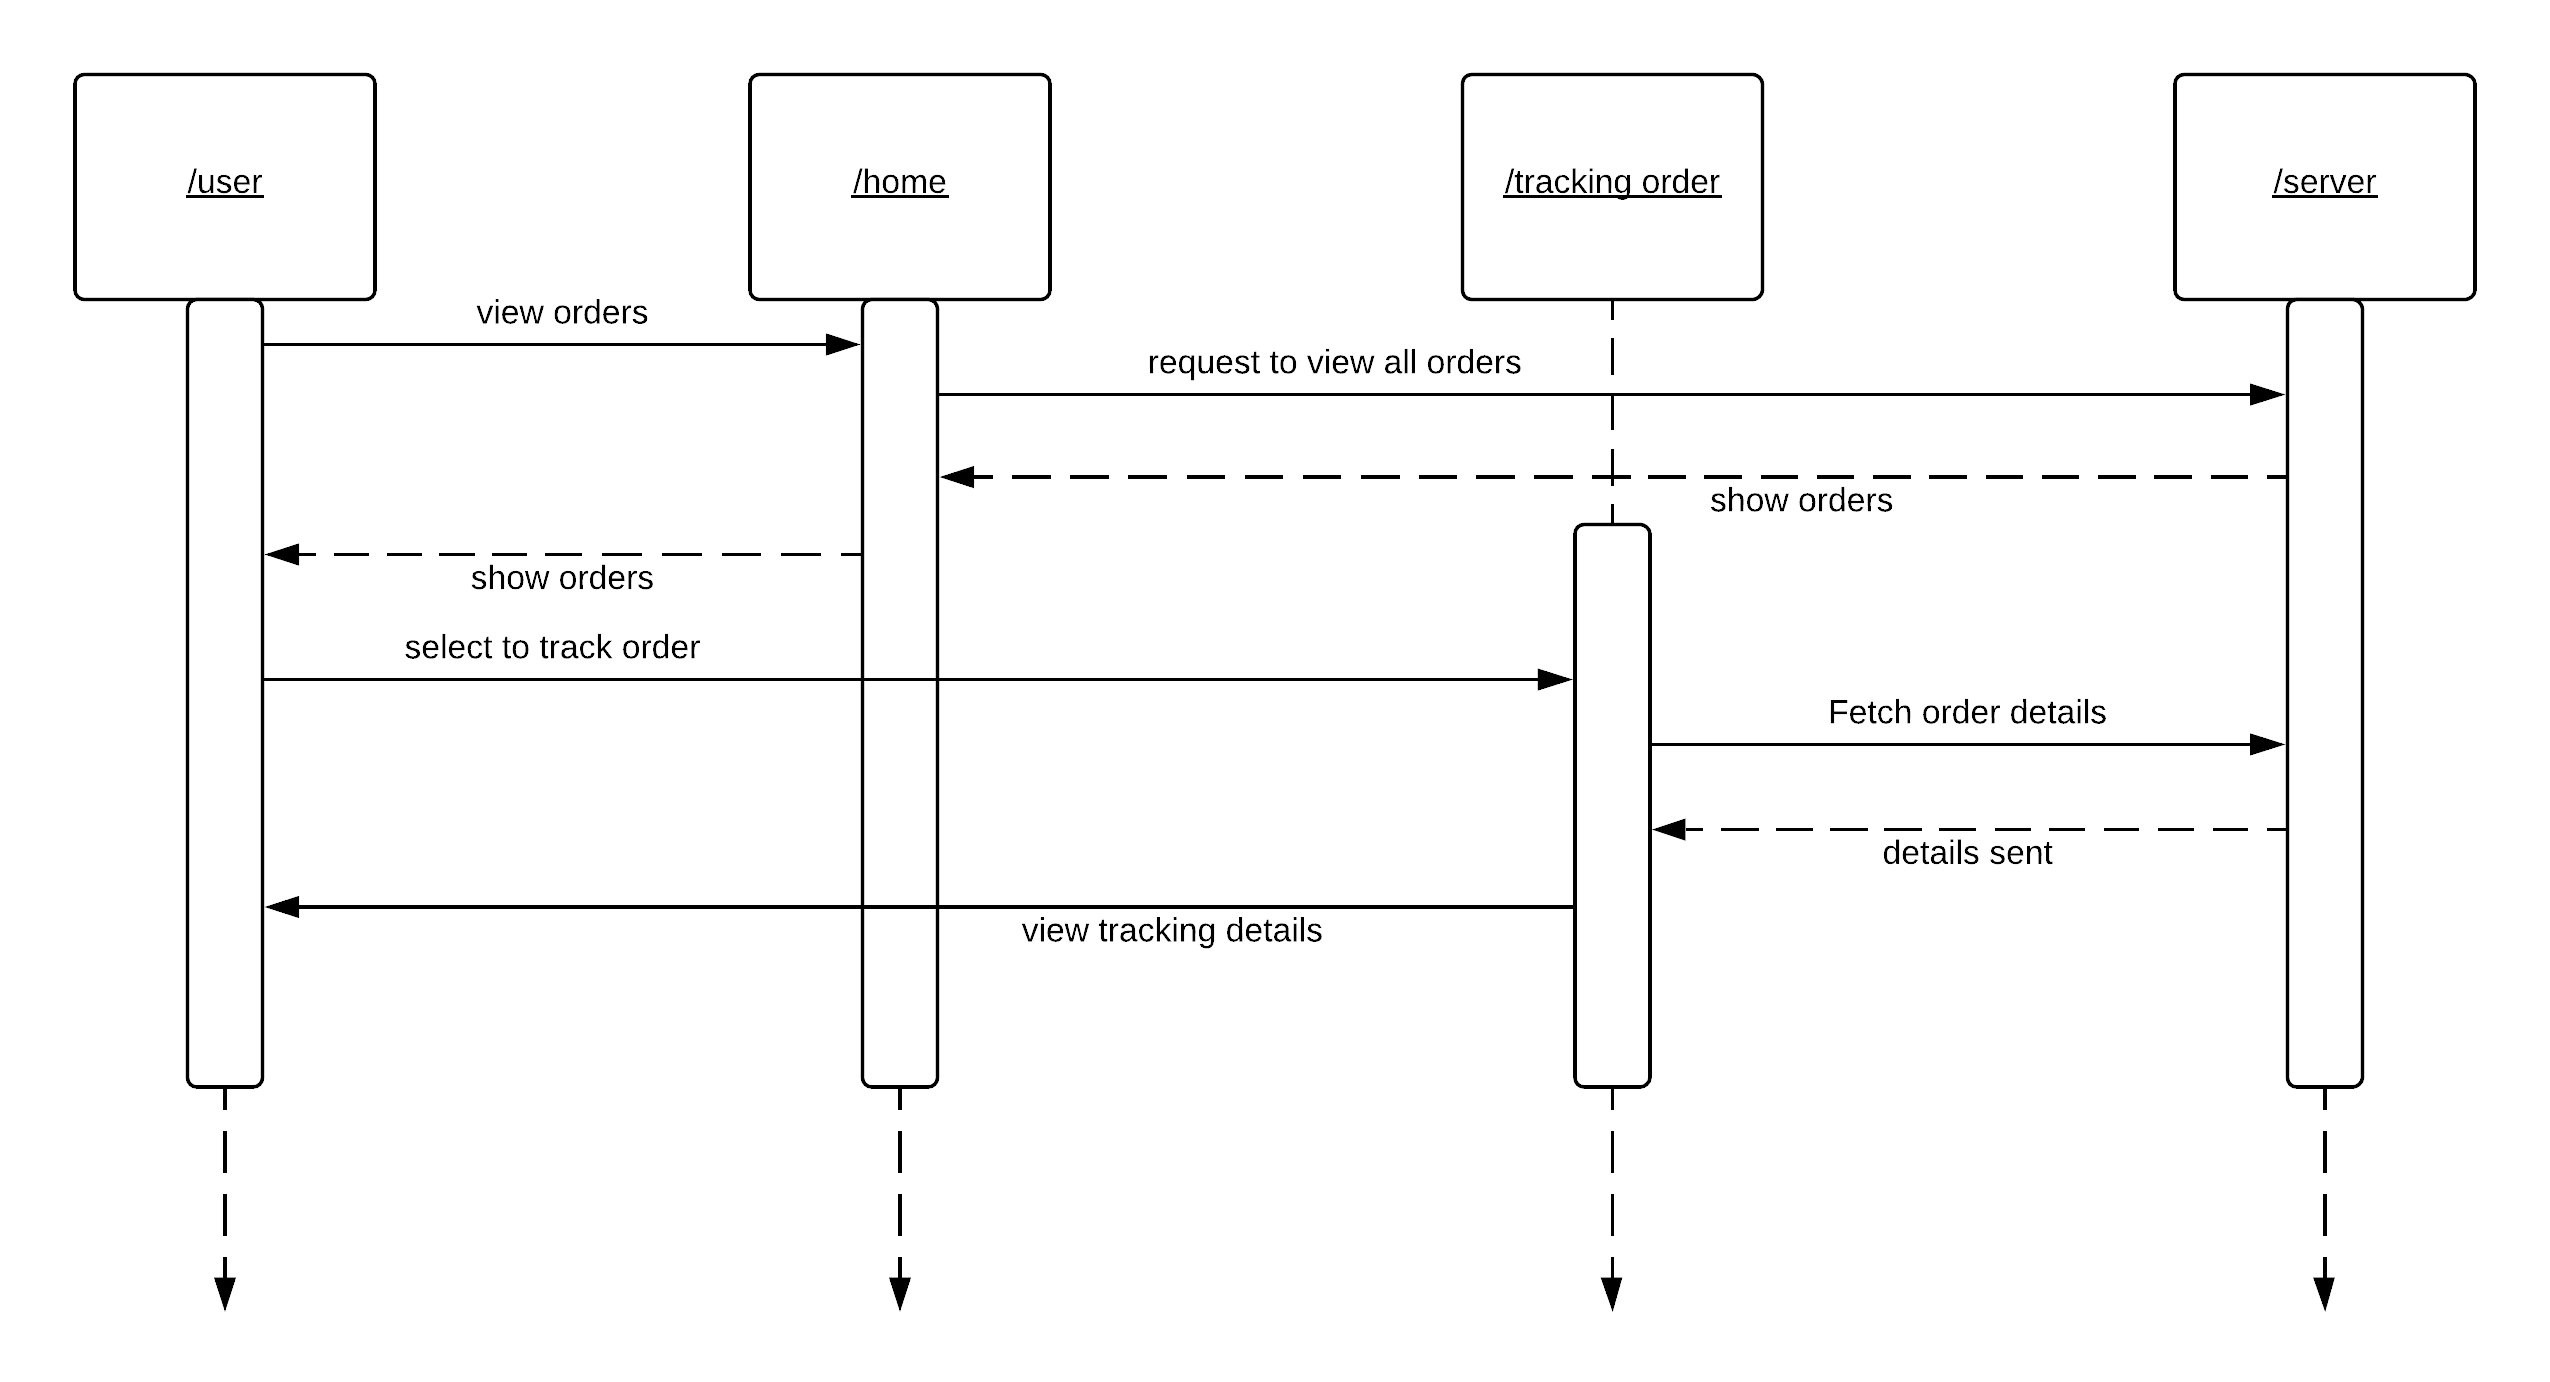 /user
/home
/tracking order
/server
view orders
request to view all orders
show orders
show orders
select to track order
Fetch order details
details sent
view tracking details